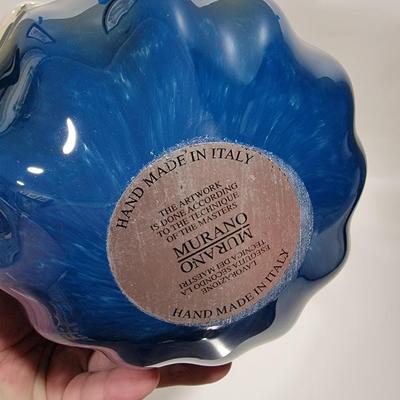 HAND MADE IN ITALY
THE ARTWORK
IS DONE ACCORDING
TO THE TECHNIQUE
OF THE MASTERS
MURANO
MURANO
LAVORAZIONE
ESEGUITA SECONDO LA
TECNICA DEI MAESTRI
HAND MADE IN ITALY